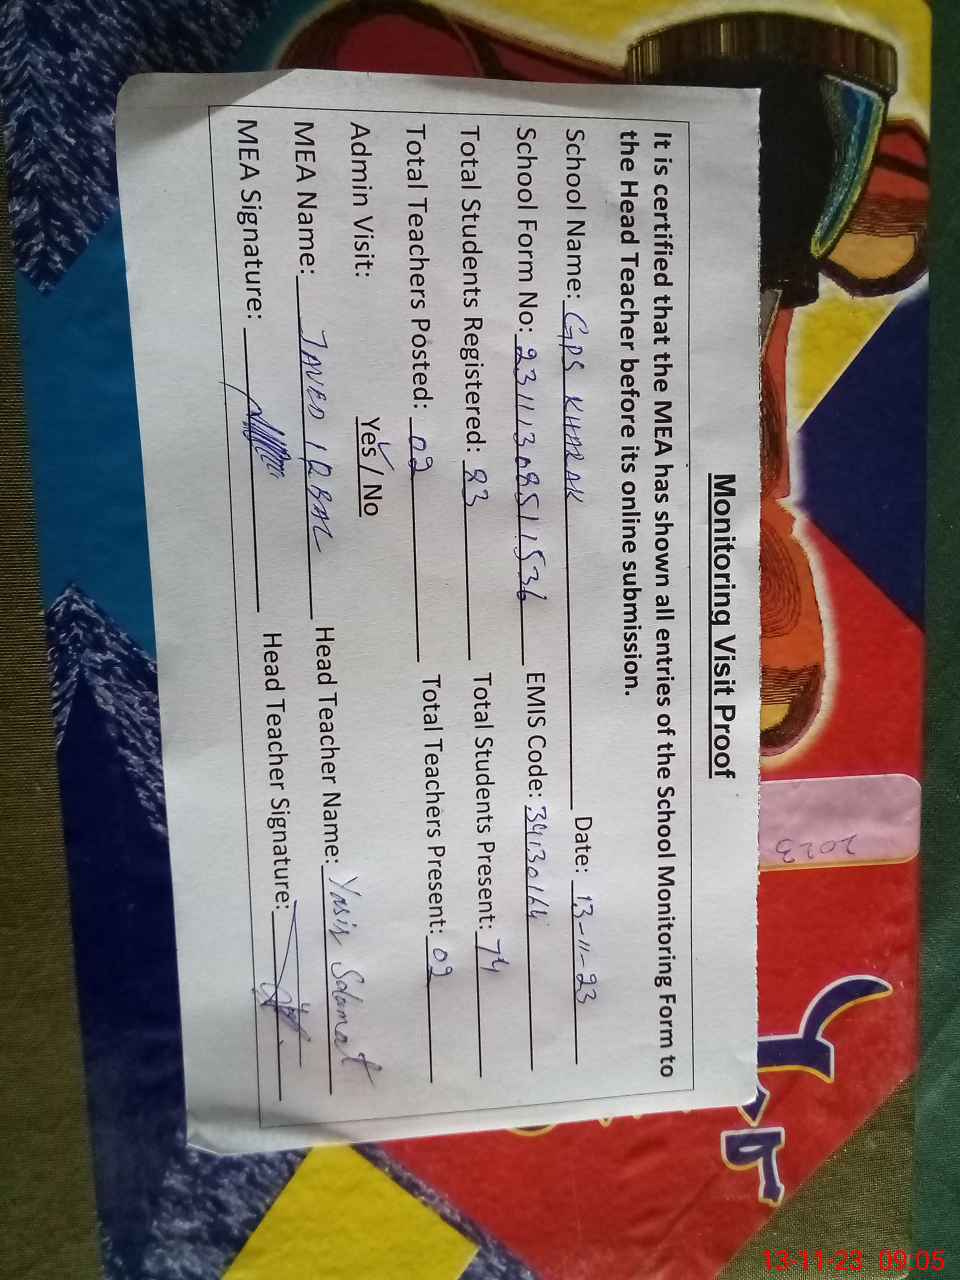 Monitoring Visit Proof
It is certified that the MEA has shown all entries of the School Monitoring Form to
the Head Teacher before its online submission.
School Name: GPS KHARAK Date: 13-11-23
School Form No: 23111308511536 EMIS Code:
Total Students Registered: 83 Total Students Present: 74
Total Teachers Posted: 02 Total Teachers Present: 02
Admin Visit: Yes / No
MEA Name: JAVED IQBAL Head Teacher Name: Yasir Salamat
MEA Signature: Head Teacher Signature:
2023
13-11-23 09:05